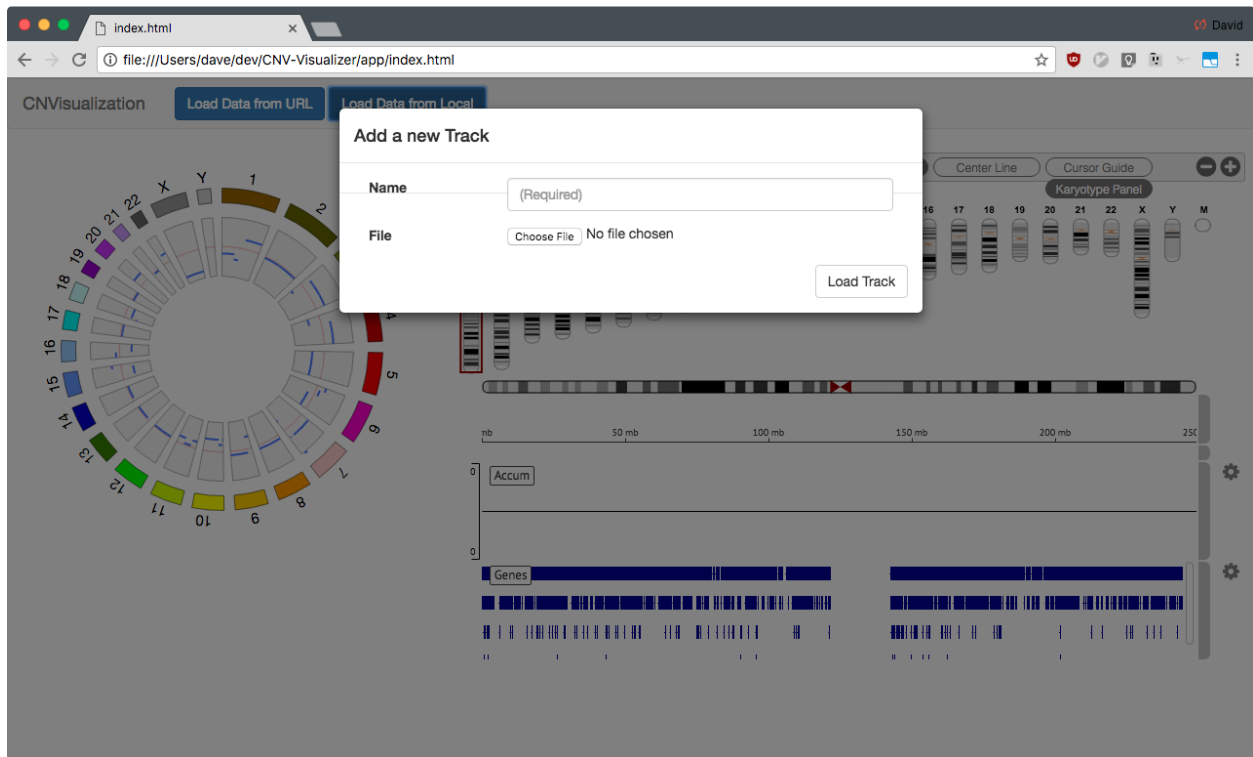 index.html
David
file:///Users/dave/dev/CNV-Visualizer/app/index.html
CNVisualization Load Data from URL Load Data from Local
Add a new Track
Name (Required)
File Choose File No file chosen
Load Track
Center Line Cursor Guide
Karyotype Panel
16 17 18 19 20 21 22 X Y M
1
2
5
6
7
8
9
10
11
12
13
14
15
16
17
18
19
20
21
22
X
Y
mb 50 mb 100 mb 150 mb 200 mb 250
0
Accum
0
Genes